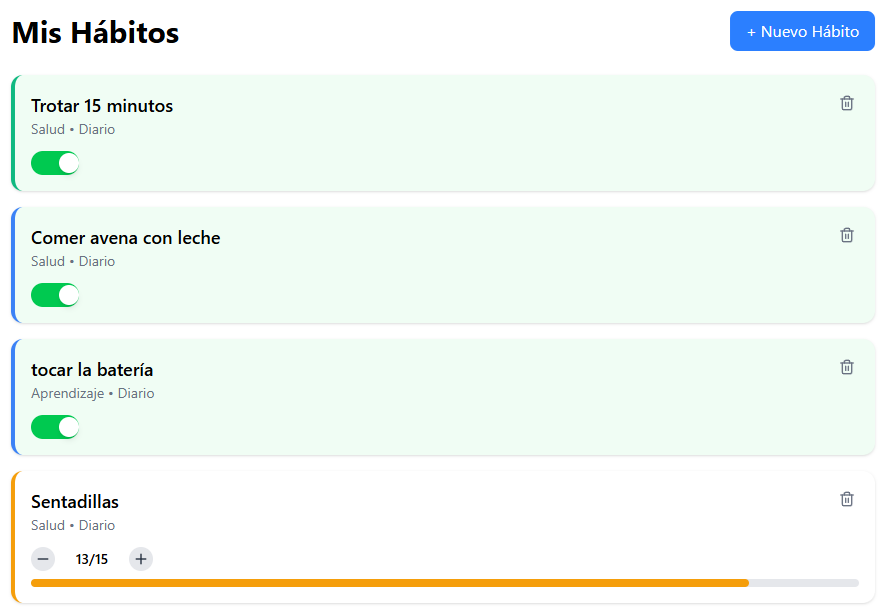 Mis Hábitos
+ Nuevo Hábito
Trotar 15 minutos
Salud • Diario
Comer avena con leche
Salud • Diario
tocar la batería
Aprendizaje • Diario
Sentadillas
Salud • Diario
13/15